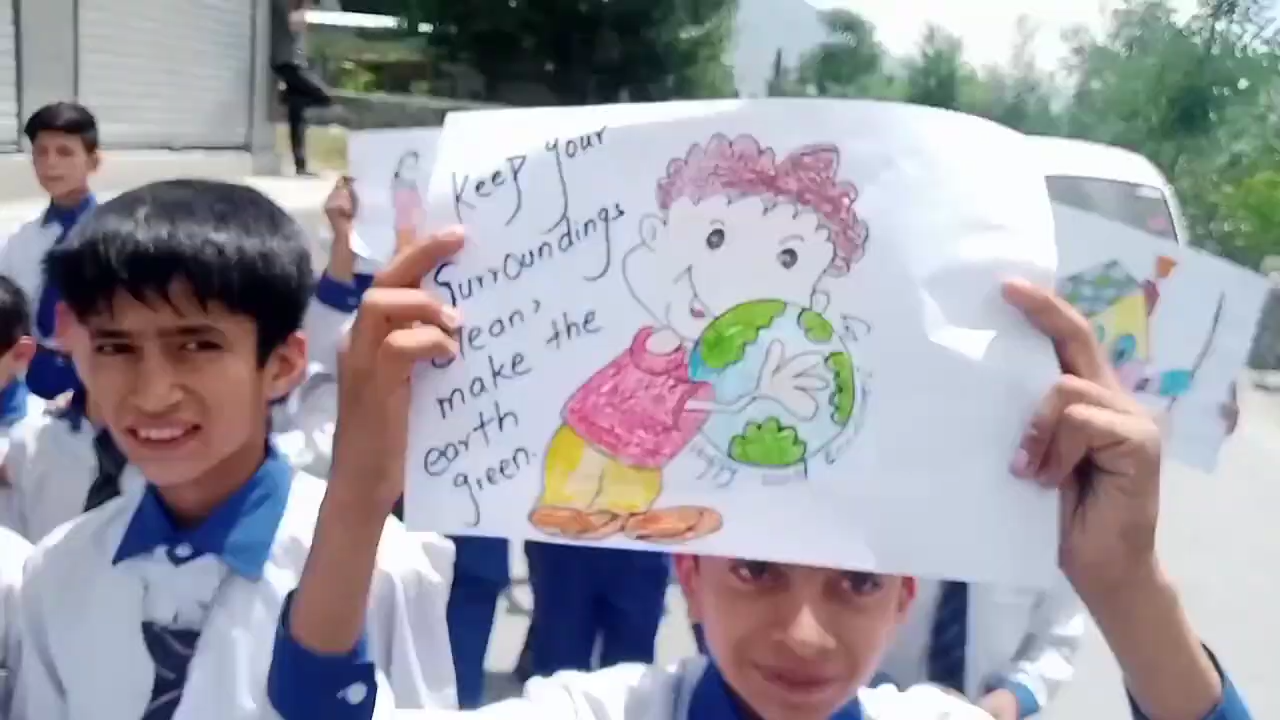 Keep your
Surroundings
clean,
make the
earth
green.